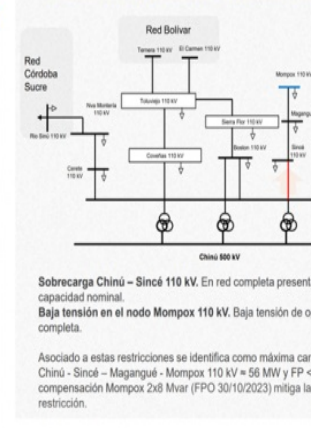 Red Bolívar
Ternera 110 kV El Carmen 110 kV
Red
Córdoba
Sucre
Mompox 110 kV
Nva Montería
110 kV
Toluviejo 110 kV
Magangu
Sierra Flor 110 kV
Rio Sinú 110 kV
Boston 110 kV
Sincé
110 kV
Coveñas 110 kV
Cereté
110 kV
Chinú 500 kV
Sobrecarga Chinú – Sincé 110 kV. En red completa present
capacidad nominal.
Baja tensión en el nodo Mompox 110 kV. Baja tensión de o
completa.
Asociado a estas restricciones se identifica como máxima car
Chinú - Sincé – Magangué - Mompox 110 kV = 56 MW y FP <
compensación Mompox 2x8 Mvar (FPO 30/10/2023) mitiga la
restricción.